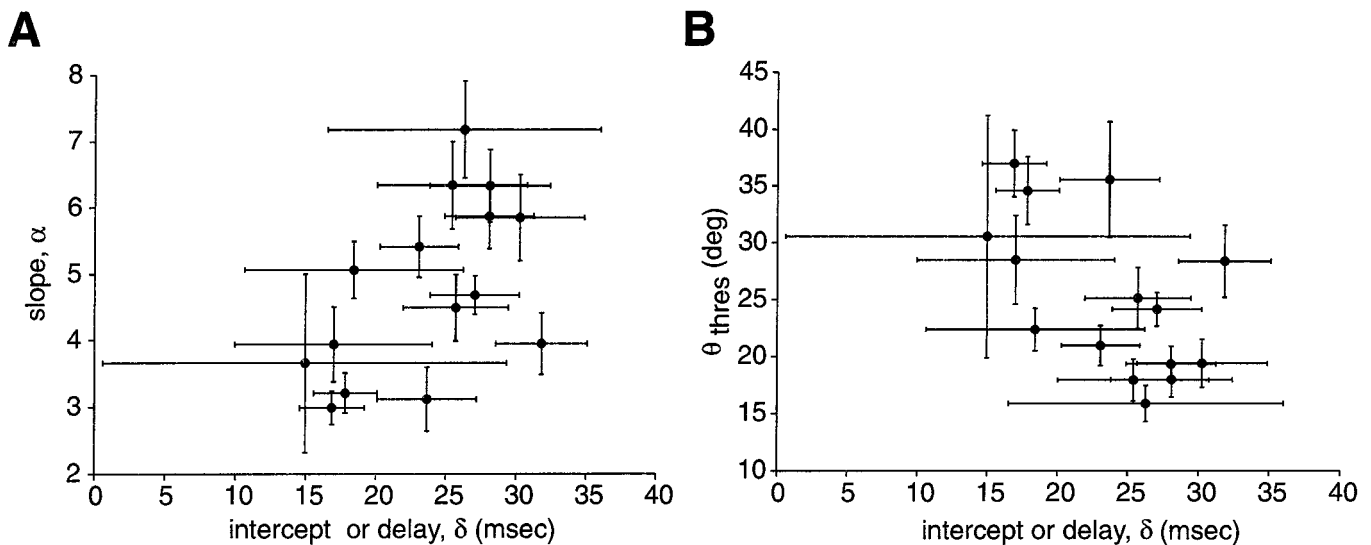 A
8
7
6
5
4
3
2
slope, α
0 5 10 15 20 25 30 35 40
intercept or delay, δ (msec)
B
45
40
35
30
25
20
15
10
θ thres (deg)
0 5 10 15 20 25 30 35 40
intercept or delay, δ (msec)